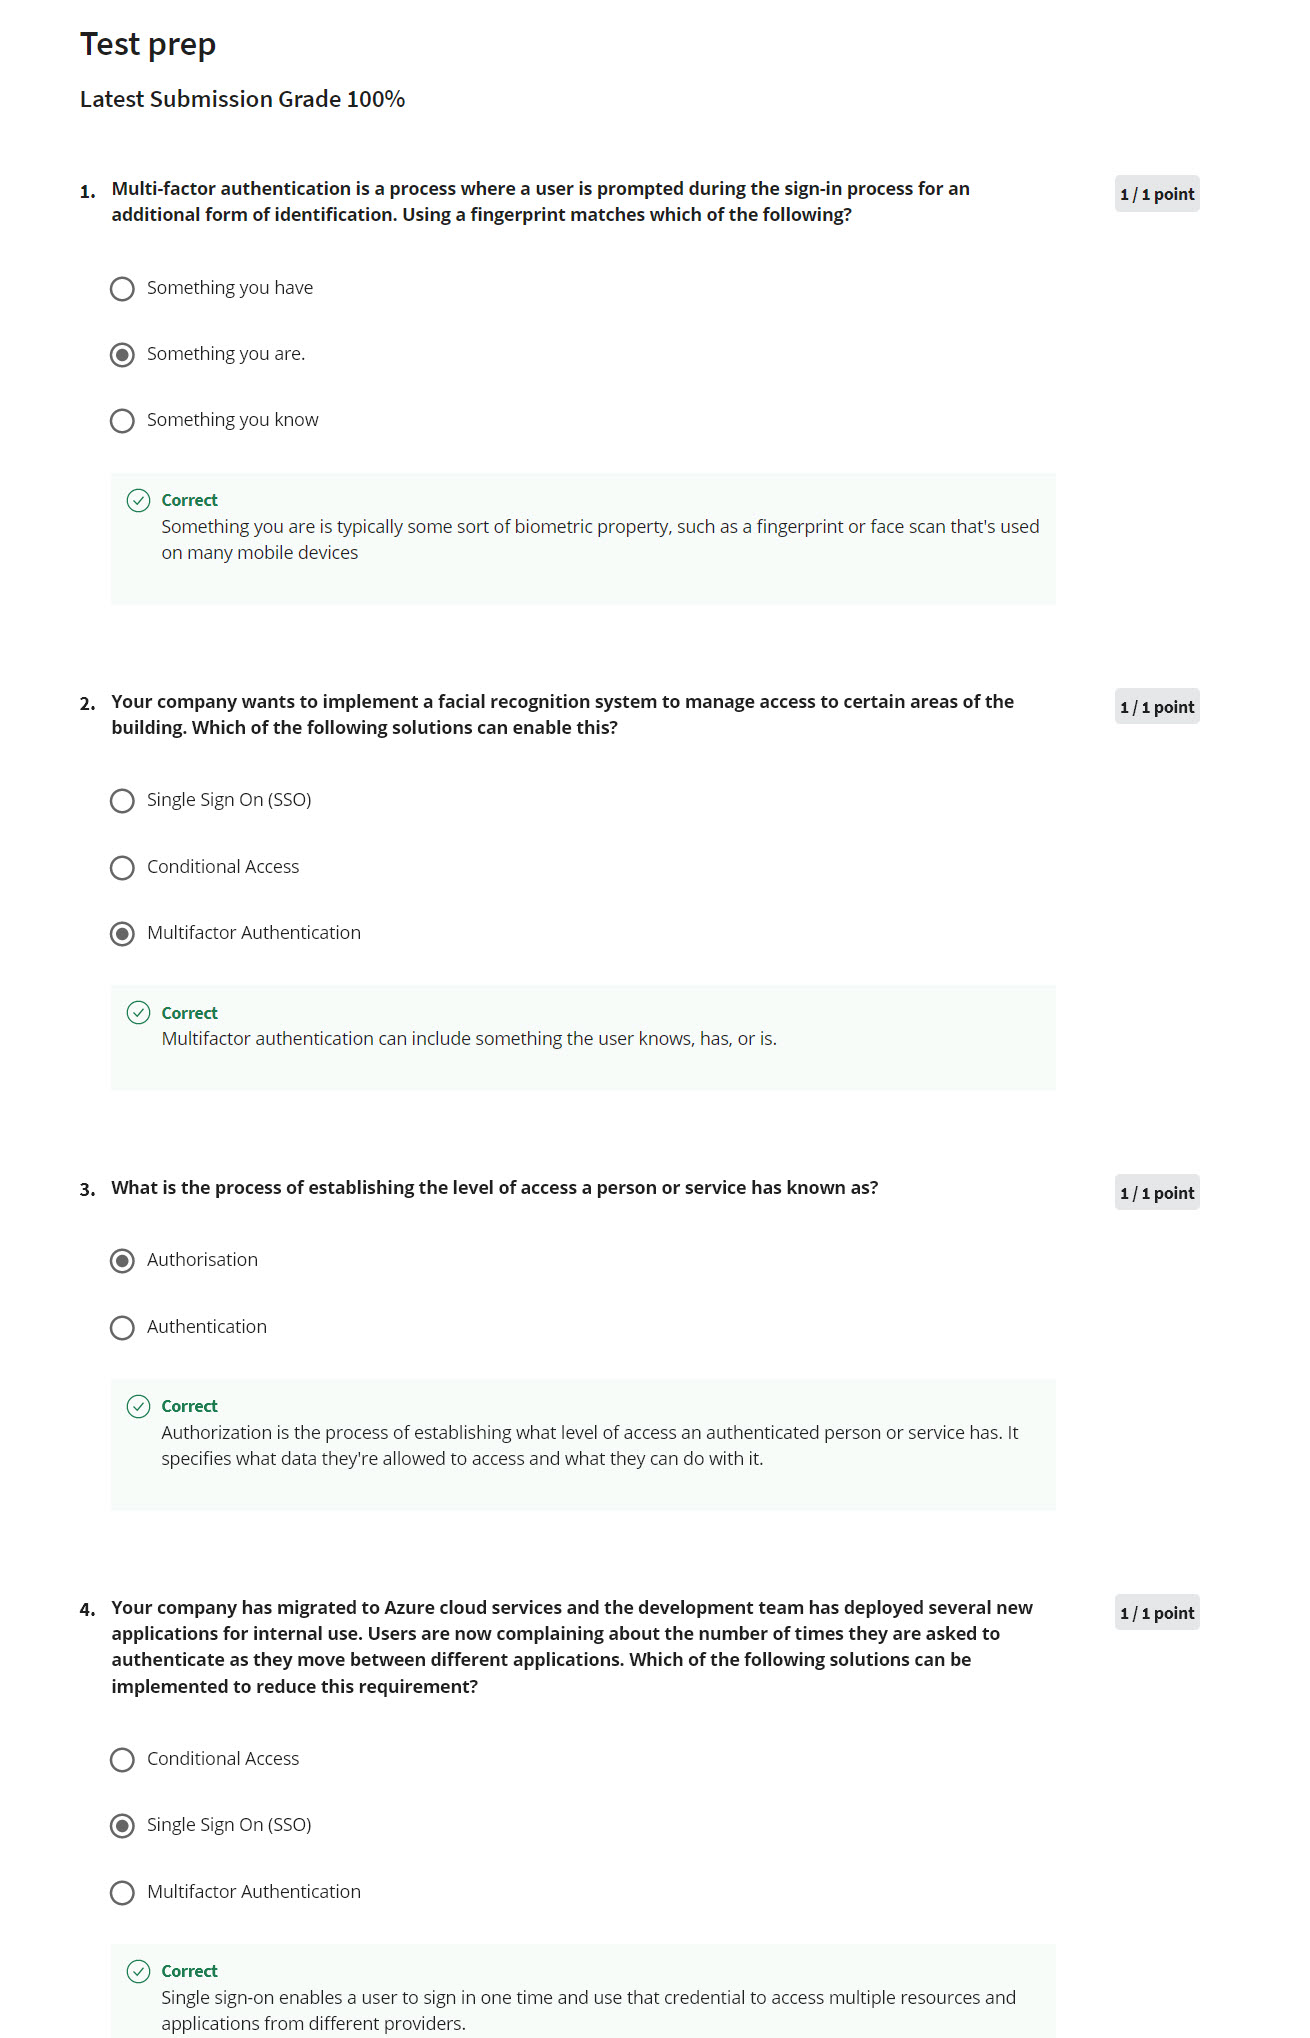 Test prep
Latest Submission Grade 100%
1. Multi-factor authentication is a process where a user is prompted during the sign-in process for an
additional form of identification. Using a fingerprint matches which of the following?
1 / 1 point
Something you have
Something you are.
Something you know
Correct
Something you are is typically some sort of biometric property, such as a fingerprint or face scan that's used
on many mobile devices
2. Your company wants to implement a facial recognition system to manage access to certain areas of the
building. Which of the following solutions can enable this?
1 / 1 point
Single Sign On (SSO)
Conditional Access
Multifactor Authentication
Correct
Multifactor authentication can include something the user knows, has, or is.
3. What is the process of establishing the level of access a person or service has known as?
1 / 1 point
Authorisation
Authentication
Correct
Authorization is the process of establishing what level of access an authenticated person or service has. It
specifies what data they're allowed to access and what they can do with it.
4. Your company has migrated to Azure cloud services and the development team has deployed several new
applications for internal use. Users are now complaining about the number of times they are asked to
authenticate as they move between different applications. Which of the following solutions can be
implemented to reduce this requirement?
1 / 1 point
Conditional Access
Single Sign On (SSO)
Multifactor Authentication
Correct
Single sign-on enables a user to sign in one time and use that credential to access multiple resources and
applications from different providers.